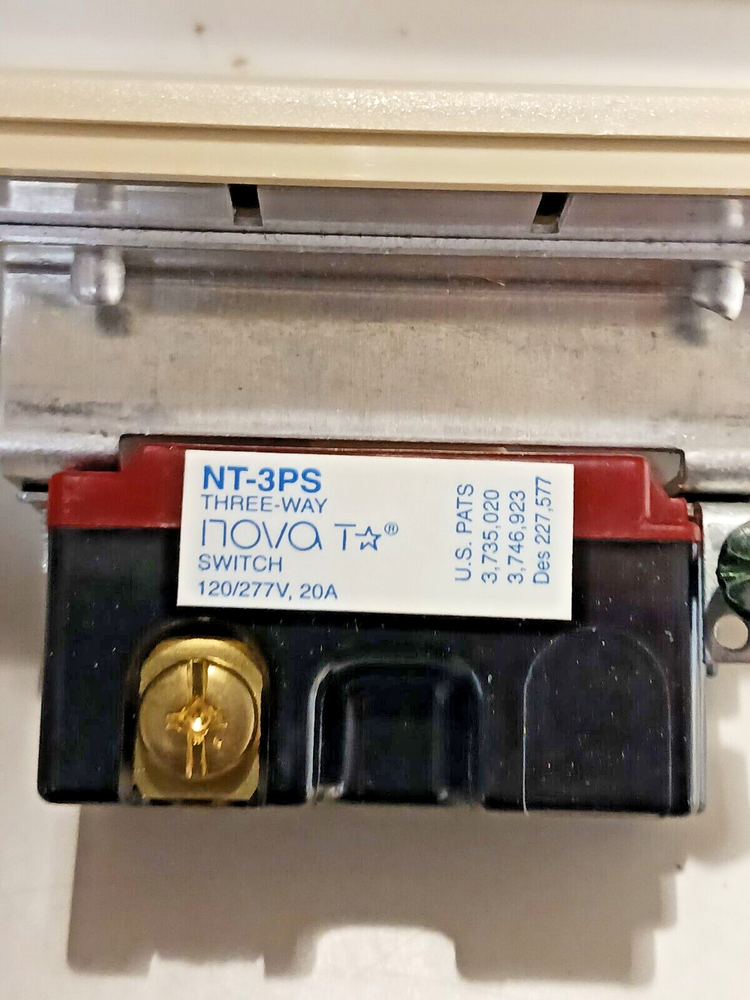 NT-3PS
THREE-WAY
nova T☆®
SWITCH
120/277V, 20A
U.S. PATS
3,735,020
3,746,923
Des 227,577